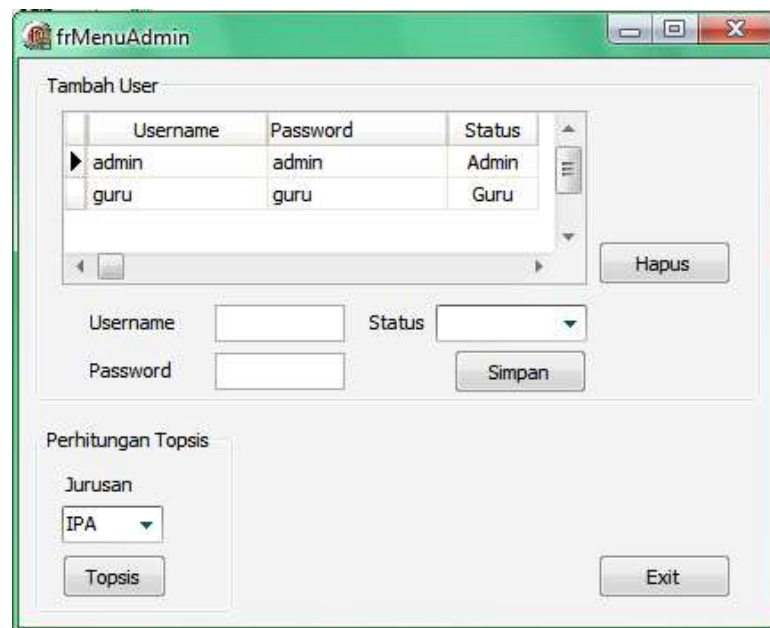 frMenuAdmin
Tambah User
Username Password Status
admin admin Admin
guru guru Guru
Hapus
Username Status
Password Simpan
Perhitungan Topsis
Jurusan
IPA
Topsis Exit